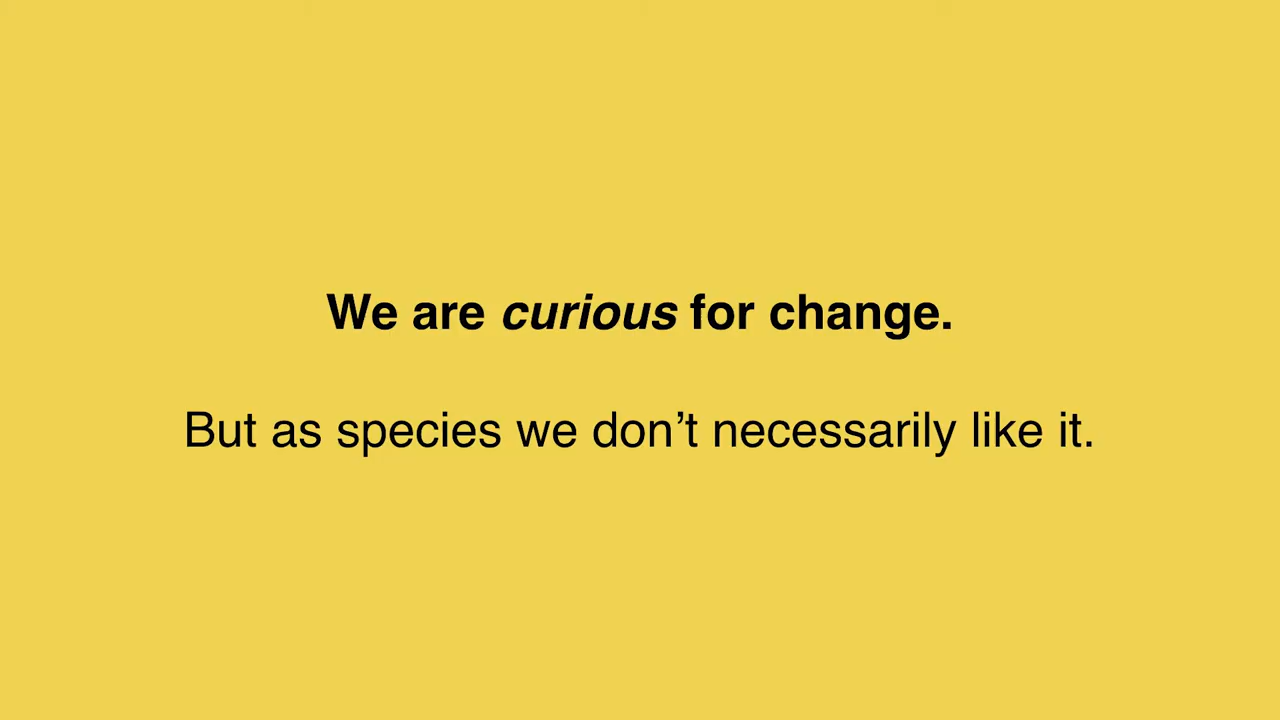 We are curious for change.
But as species we don’t necessarily like it.